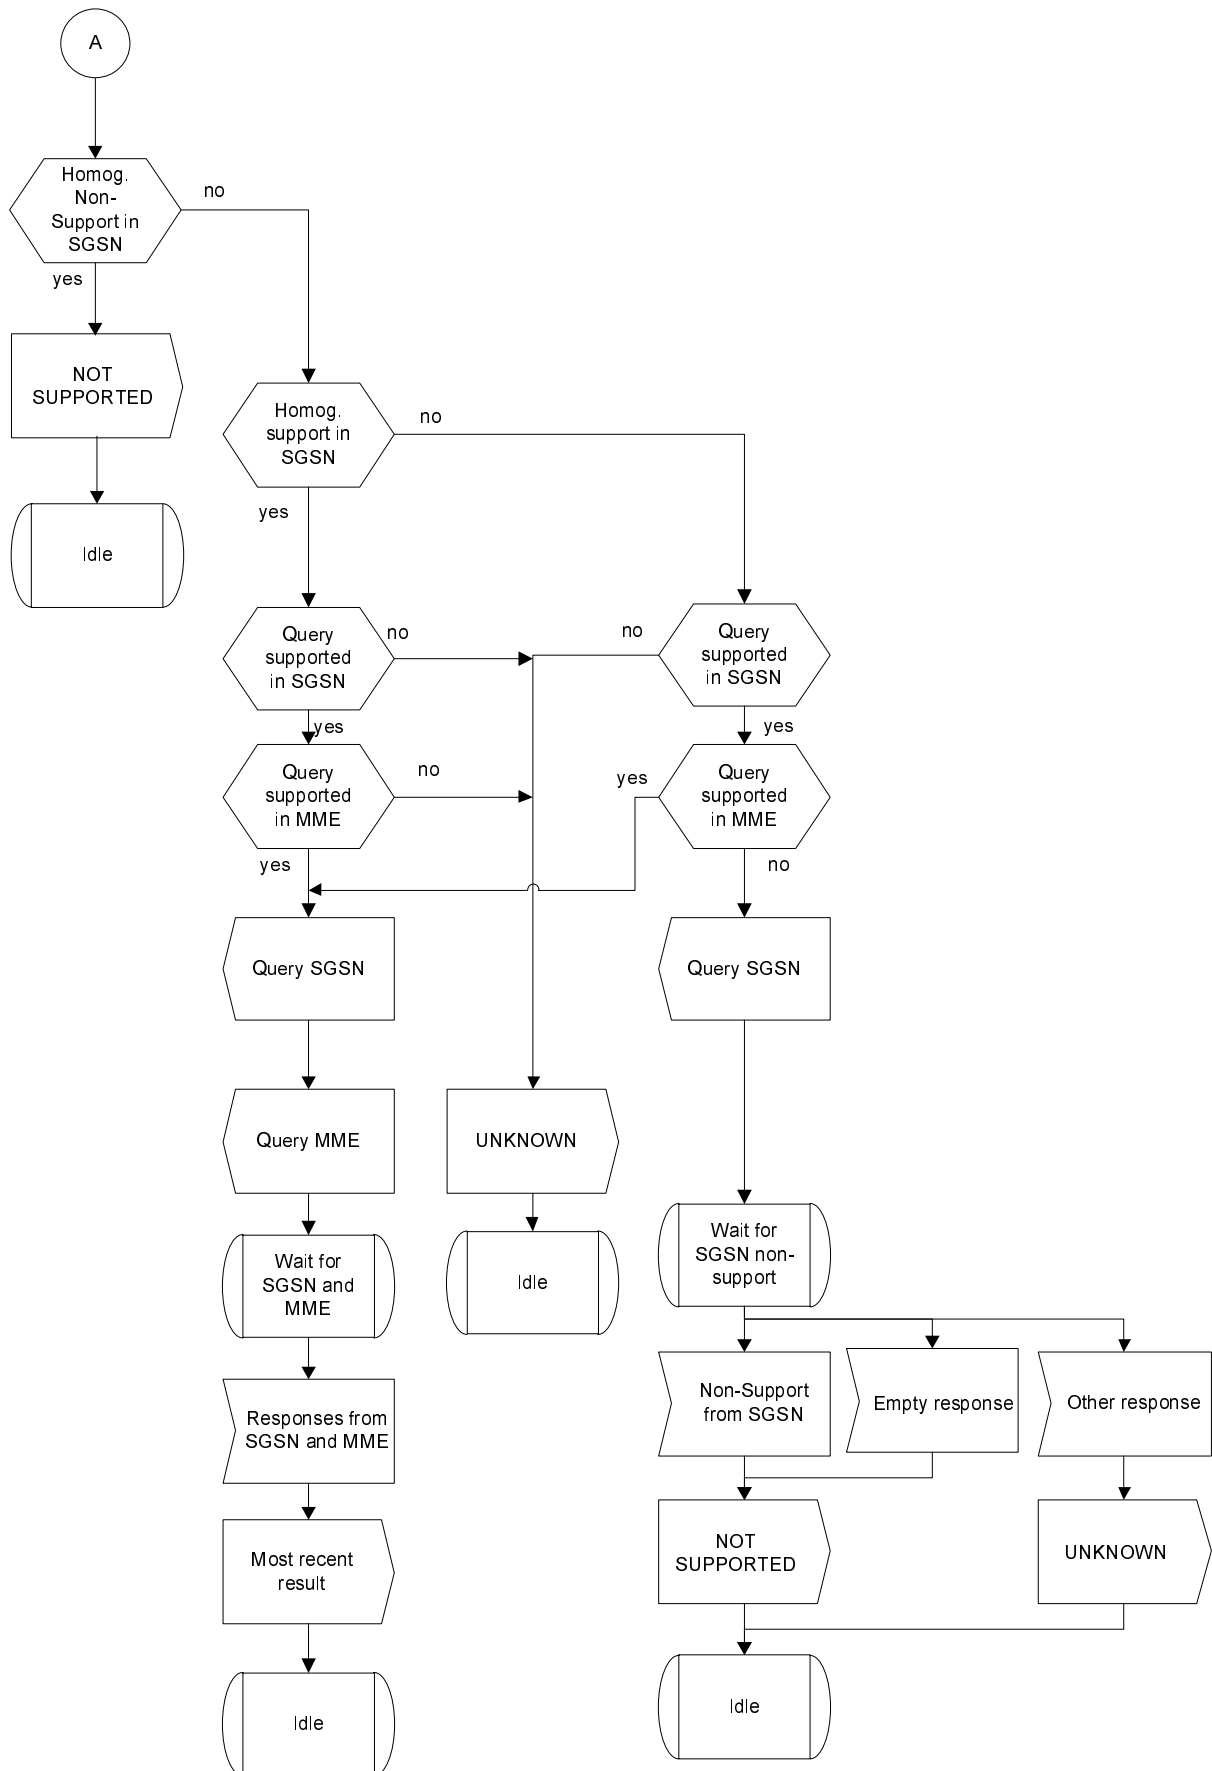 A
Homog.
Non-
Support in
SGSN
no
yes
NOT
SUPPORTED
Idle
Homog.
support in
SGSN
no
yes
Query
supported
in SGSN
no
yes
no
Query
supported
in SGSN
yes
Query
supported
in MME
no
yes
yes
Query
supported
in MME
no
Query SGSN
Query SGSN
Query MME
UNKNOWN
Wait for
SGSN and
MME
Idle
Wait for
SGSN non-
support
Responses from
SGSN and MME
Non-Support
from SGSN
Empty response
Other response
Most recent
result
NOT
SUPPORTED
UNKNOWN
Idle
Idle